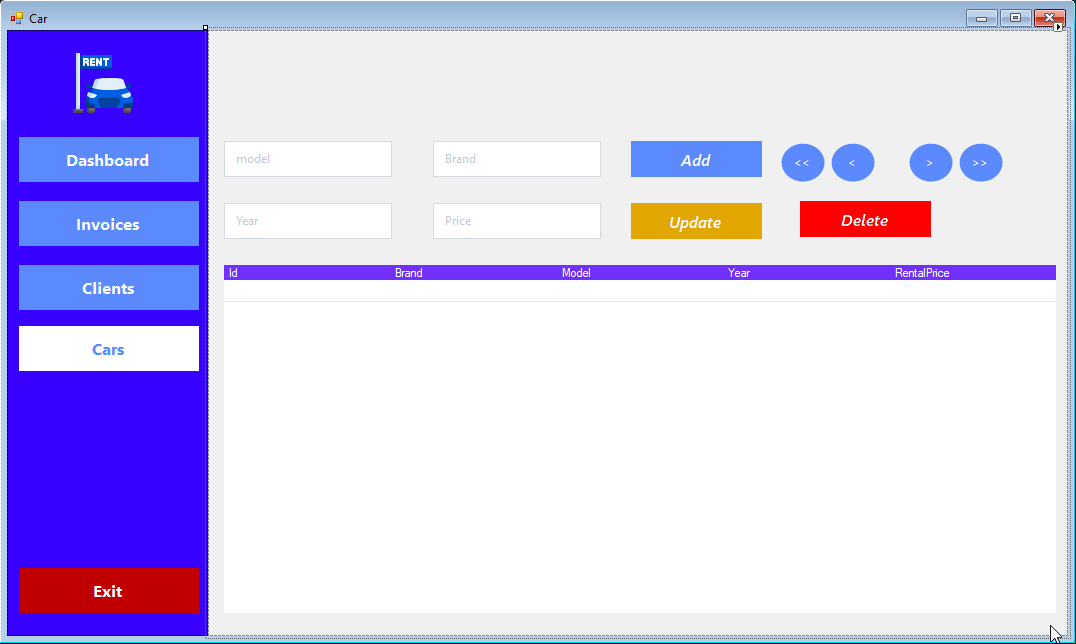 Car
RENT
Dashboard
Invoices
Clients
Cars
Exit
model
Brand
Add
<<
<
>
>>
Year
Price
Update
Delete
Id Brand Model Year RentalPrice